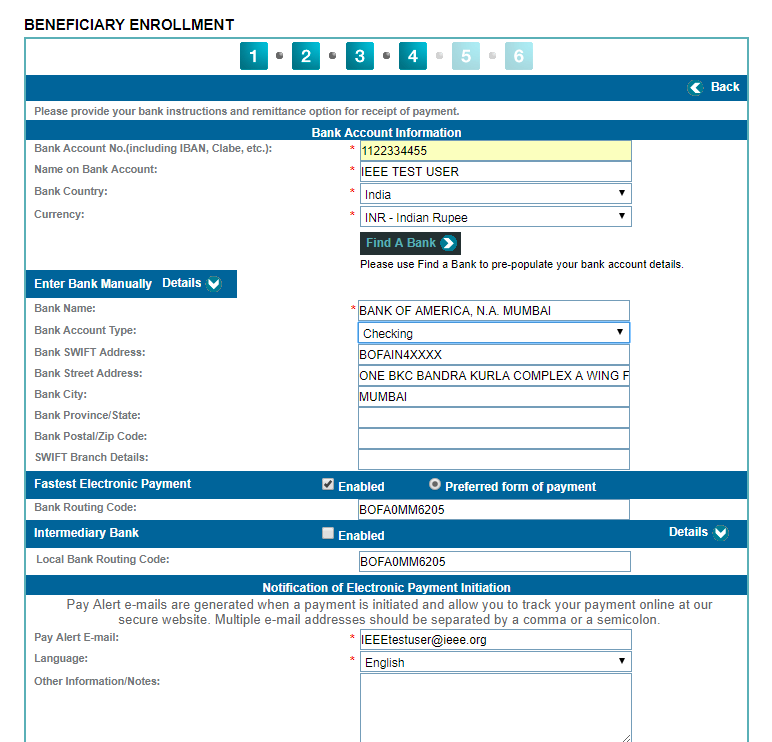 BENEFICIARY ENROLLMENT
1 2 3 4 5 6
Back
Please provide your bank instructions and remittance option for receipt of payment.
Bank Account Information
Bank Account No.(including IBAN, Clabe, etc.): * 1122334455
Name on Bank Account: * IEEE TEST USER
Bank Country: * India
Currency: * INR - Indian Rupee
Find A Bank
Please use Find a Bank to pre-populate your bank account details.
Enter Bank Manually Details
Bank Name: * BANK OF AMERICA, N.A. MUMBAI
Bank Account Type: Checking
Bank SWIFT Address: BOFAIN4XXXX
Bank Street Address: ONE BKC BANDRA KURLA COMPLEX A WING F
Bank City: MUMBAI
Bank Province/State:
Bank Postal/Zip Code:
SWIFT Branch Details:
Fastest Electronic Payment Enabled Preferred form of payment
Bank Routing Code: BOFA0MM6205
Intermediary Bank Enabled Details
Local Bank Routing Code: BOFA0MM6205
Notification of Electronic Payment Initiation
Pay Alert e-mails are generated when a payment is initiated and allow you to track your payment online at our
secure website. Multiple e-mail addresses should be separated by a comma or a semicolon.
Pay Alert E-mail: * IEEEtestuser@ieee.org
Language: * English
Other Information/Notes: